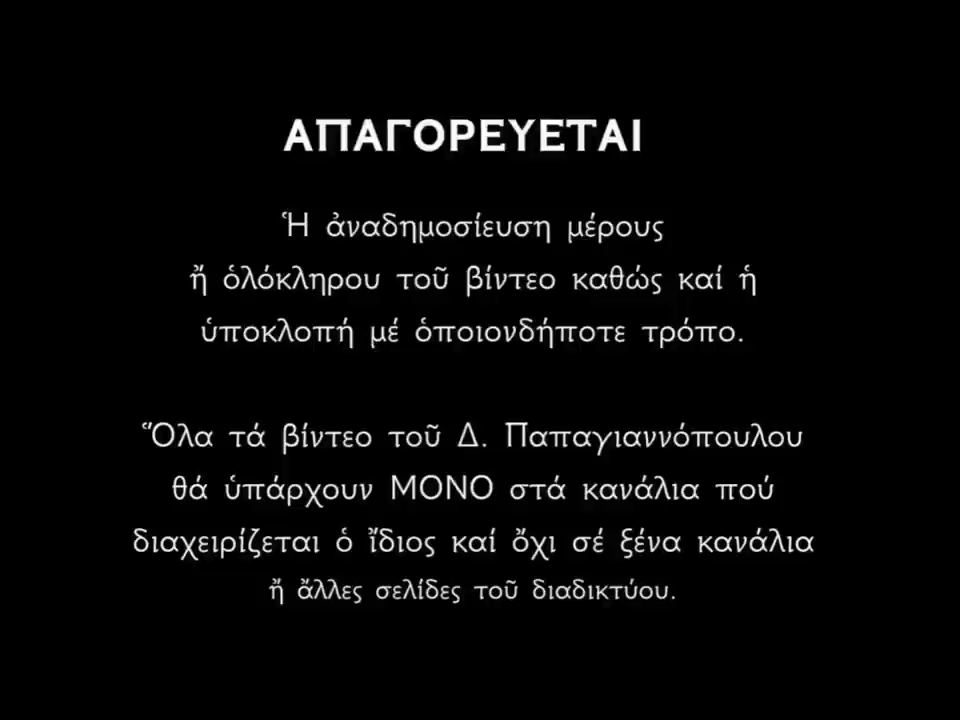 ΑΠΑΓΟΡΕΥΕΤΑΙ
Ἡ ἀναδημοσίευση μέρους
ἤ ὁλόκληρου τοῦ βίντεο καθώς καί ἡ
ὑποκλοπή μέ ὁποιονδήποτε τρόπο.
Ὅλα τά βίντεο τοῦ Δ. Παπαγιαννόπουλου
θά ὑπάρχουν ΜΟΝΟ στά κανάλια πού
διαχειρίζεται ὁ ἴδιος καί ὄχι σέ ξένα κανάλια
ἤ ἄλλες σελίδες τοῦ διαδικτύου.